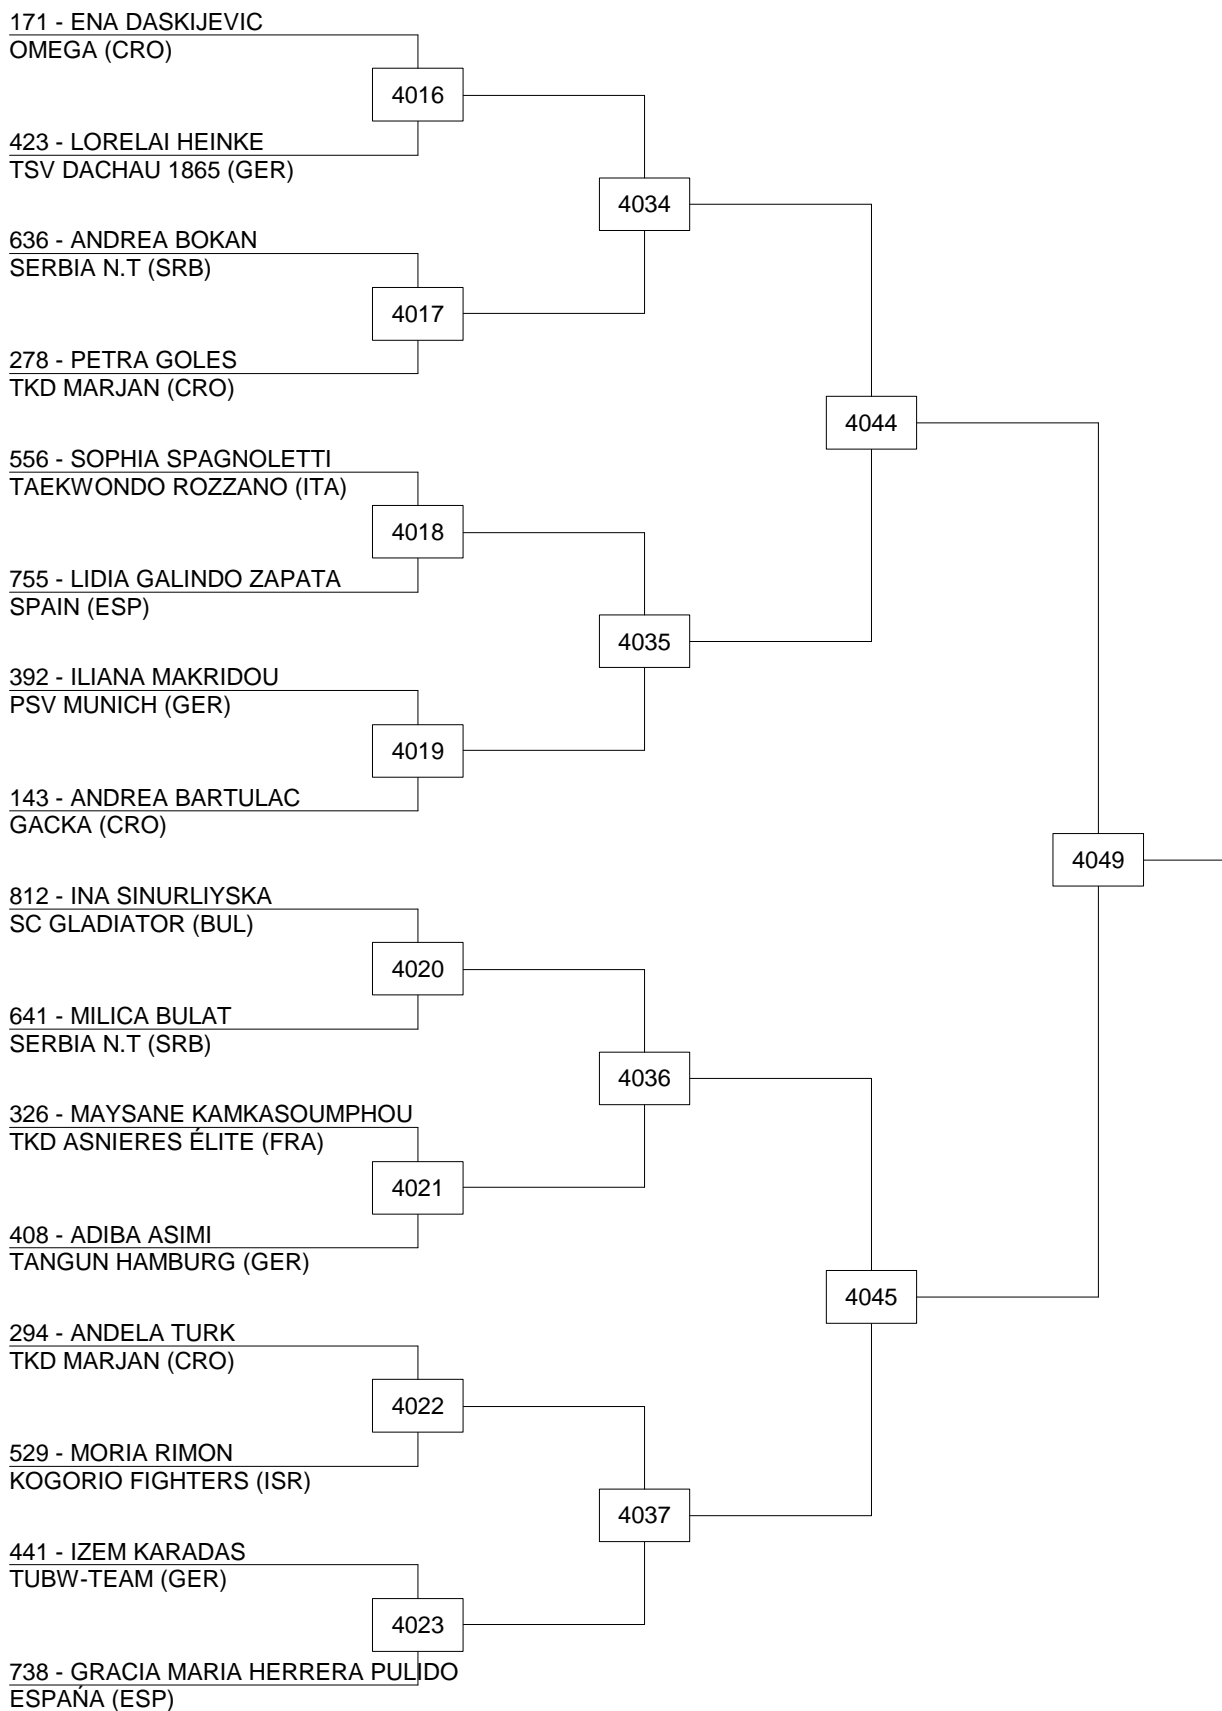 171 - ENA DASKIJEVIC
OMEGA (CRO)
4016
423 - LORELAI HEINKE
TSV DACHAU 1865 (GER)
4034
636 - ANDREA BOKAN
SERBIA N.T (SRB)
4017
278 - PETRA GOLES
TKD MARJAN (CRO)
4044
556 - SOPHIA SPAGNOLETTI
TAEKWONDO ROZZANO (ITA)
4018
755 - LIDIA GALINDO ZAPATA
SPAIN (ESP)
4035
392 - ILIANA MAKRIDOU
PSV MUNICH (GER)
4019
143 - ANDREA BARTULAC
GACKA (CRO)
4049
812 - INA SINURLIYSKA
SC GLADIATOR (BUL)
4020
641 - MILICA BULAT
SERBIA N.T (SRB)
4036
326 - MAYSANE KAMKASOUMPHOU
TKD ASNIERES ÉLITE (FRA)
4021
408 - ADIBA ASIMI
TANGUN HAMBURG (GER)
4045
294 - ANDELA TURK
TKD MARJAN (CRO)
4022
529 - MORIA RIMON
KOGORIO FIGHTERS (ISR)
4037
441 - IZEM KARADAS
TUBW-TEAM (GER)
4023
738 - GRACIA MARIA HERRERA PULIDO
ESPAŃA (ESP)